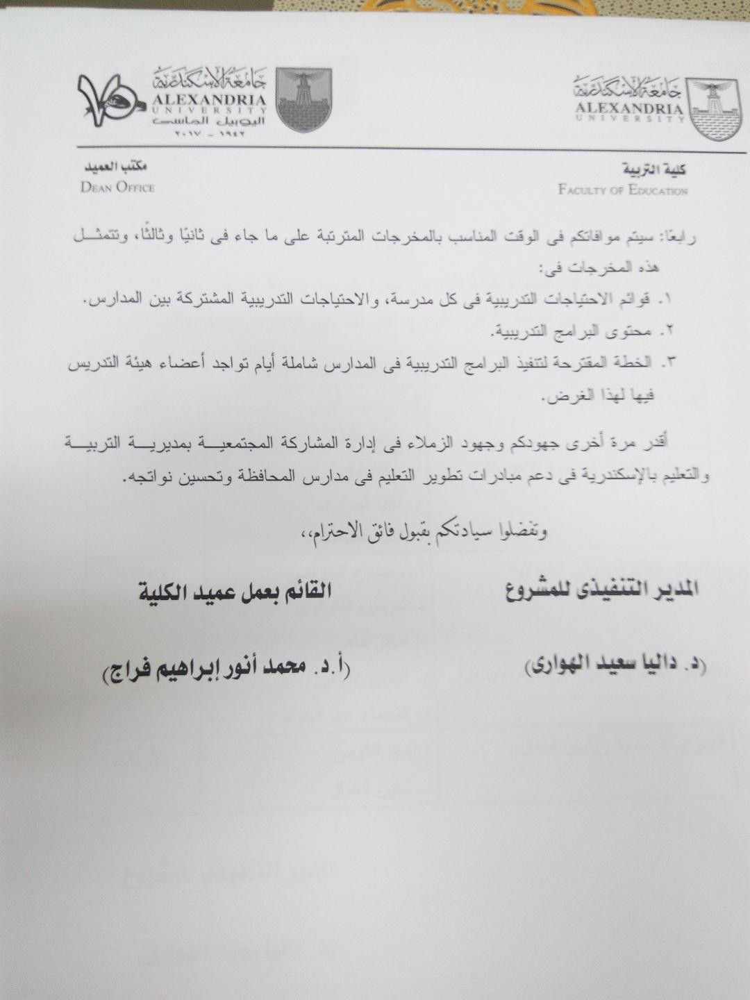 جامعة الإسكندرية
ALEXANDRIA
UNIVERSITY
جامعة الإسكندرية
ALEXANDRIA
UNIVERSITY
اليوبيل الماسى
١٩٤٢ - ٢٠١٧
كلية التربية
FACULTY OF EDUCATION
مكتب العميد
DEAN OFFICE
رابعًا: سيتم موافاتكم فى الوقت المناسب بالمخرجات المترتبة على ما جاء فى ثانيًا وثالثًا، وتتمثل
هذه المخرجات فى:
١. قوائم الاحتياجات التدريبية فى كل مدرسة، والاحتياجات التدريبية المشتركة بين المدارس.
٢. محتوى البرامج التدريبية.
٣. الخطة المقترحة لتنفيذ البرامج التدريبية فى المدارس شاملة أيام تواجد أعضاء هيئة التدريس
فيها لهذا الغرض.
أقدر مرة أخرى جهودكم وجهود الزملاء فى إدارة المشاركة المجتمعية بمديرية التربية
والتعليم بالإسكندرية فى دعم مبادرات تطوير التعليم فى مدارس المحافظة وتحسين نواتجه.
وتفضلوا سيادتكم بقبول فائق الاحترام،،
المدير التنفيذى للمشروع
القائم بعمل عميد الكلية
(د. داليا سعيد الهوارى)
(أ.د. محمد أنور إبراهيم فراج)